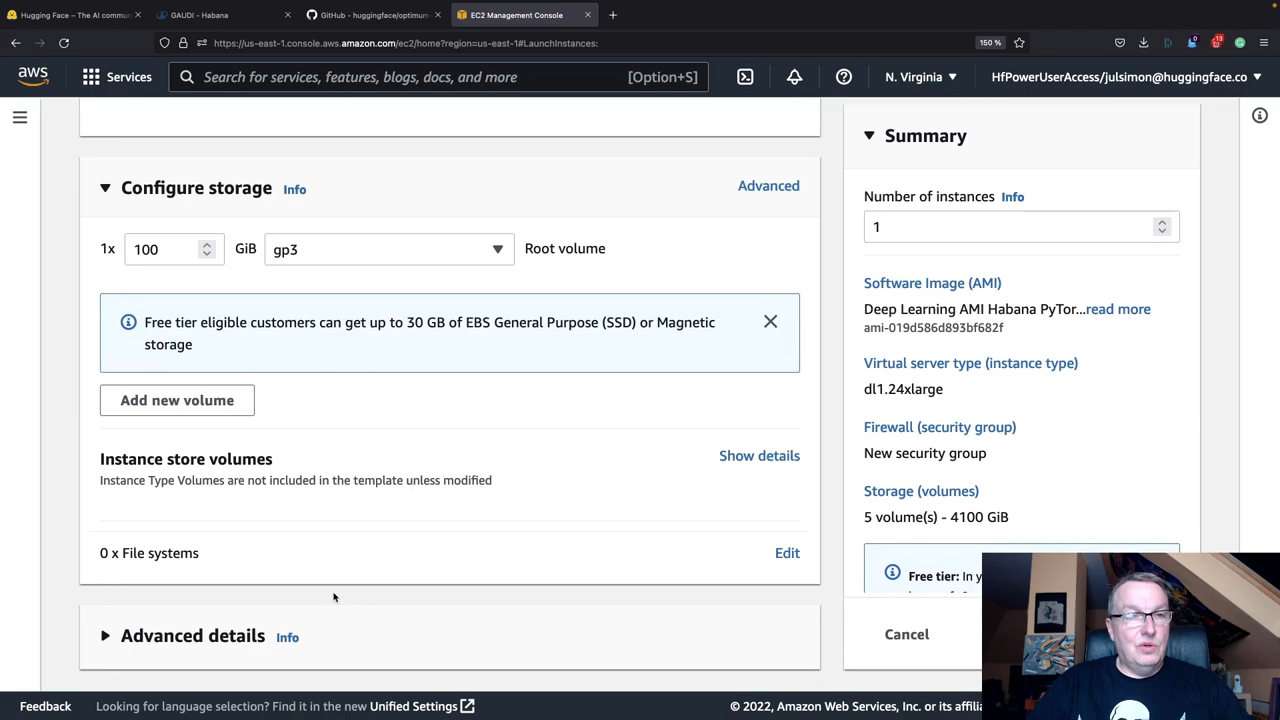 Hugging Face – The AI commun
GAUDI - Habana
GitHub - huggingface/optimum
EC2 Management Console
https://us-east-1.console.aws.amazon.com/ec2/home?region=us-east-1#LaunchInstances:
150 %
0
13
aws
Services
Search for services, features, blogs, docs, and more
[Option+S]
N. Virginia
HfPowerUserAccess/julsimon@huggingface.co
Configure storage
Info
Advanced
1x
100
GiB
gp3
Root volume
Free tier eligible customers can get up to 30 GB of EBS General Purpose (SSD) or Magnetic
storage
Add new volume
Instance store volumes
Show details
Instance Type Volumes are not included in the template unless modified
0 x File systems
Edit
Advanced details
Info
Summary
Number of instances
Info
1
Software Image (AMI)
Deep Learning AMI Habana PyTor...read more
ami-019d586d893bf682f
Virtual server type (instance type)
dl1.24xlarge
Firewall (security group)
New security group
Storage (volumes)
5 volume(s) - 4100 GiB
Free tier: In y
Cancel
Feedback
Looking for language selection? Find it in the new Unified Settings
© 2022, Amazon Web Services, Inc. or its affilia